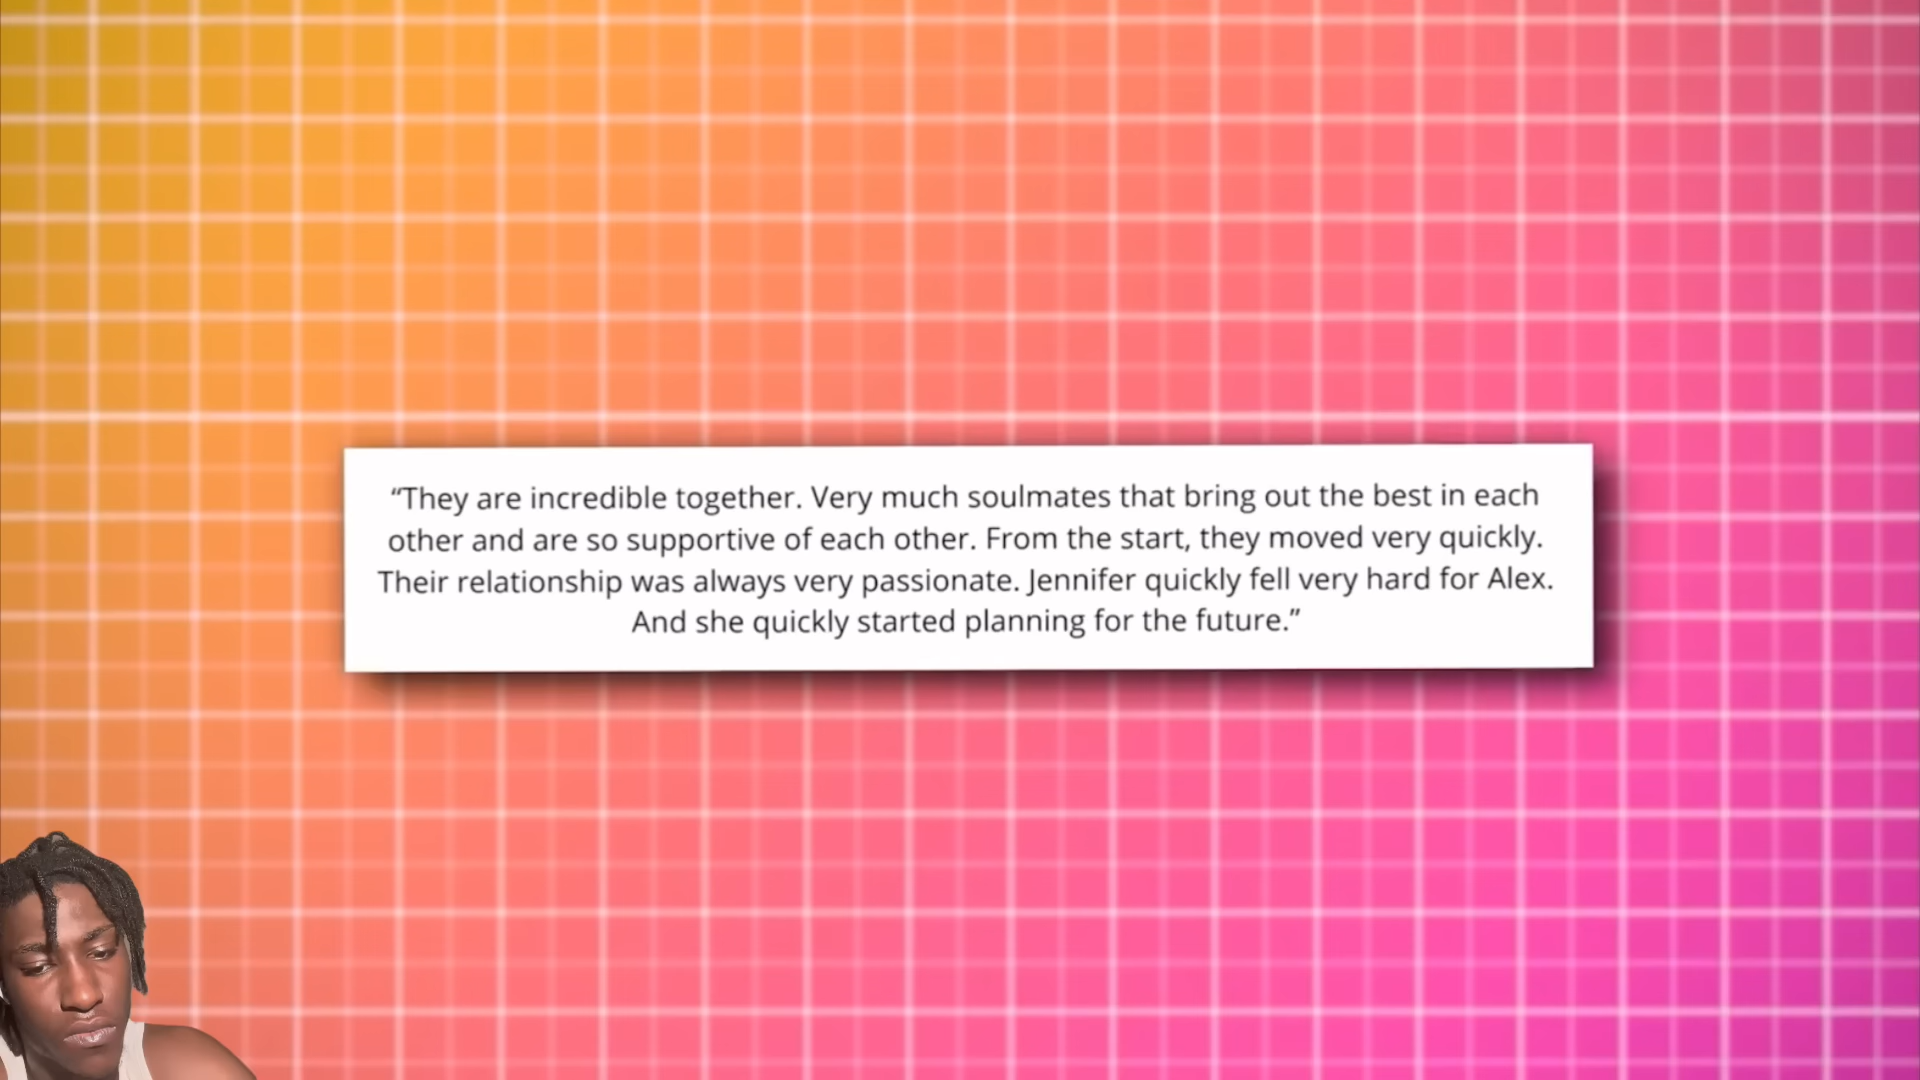 “They are incredible together. Very much soulmates that bring out the best in each
other and are so supportive of each other. From the start, they moved very quickly.
Their relationship was always very passionate. Jennifer quickly fell very hard for Alex.
And she quickly started planning for the future.”